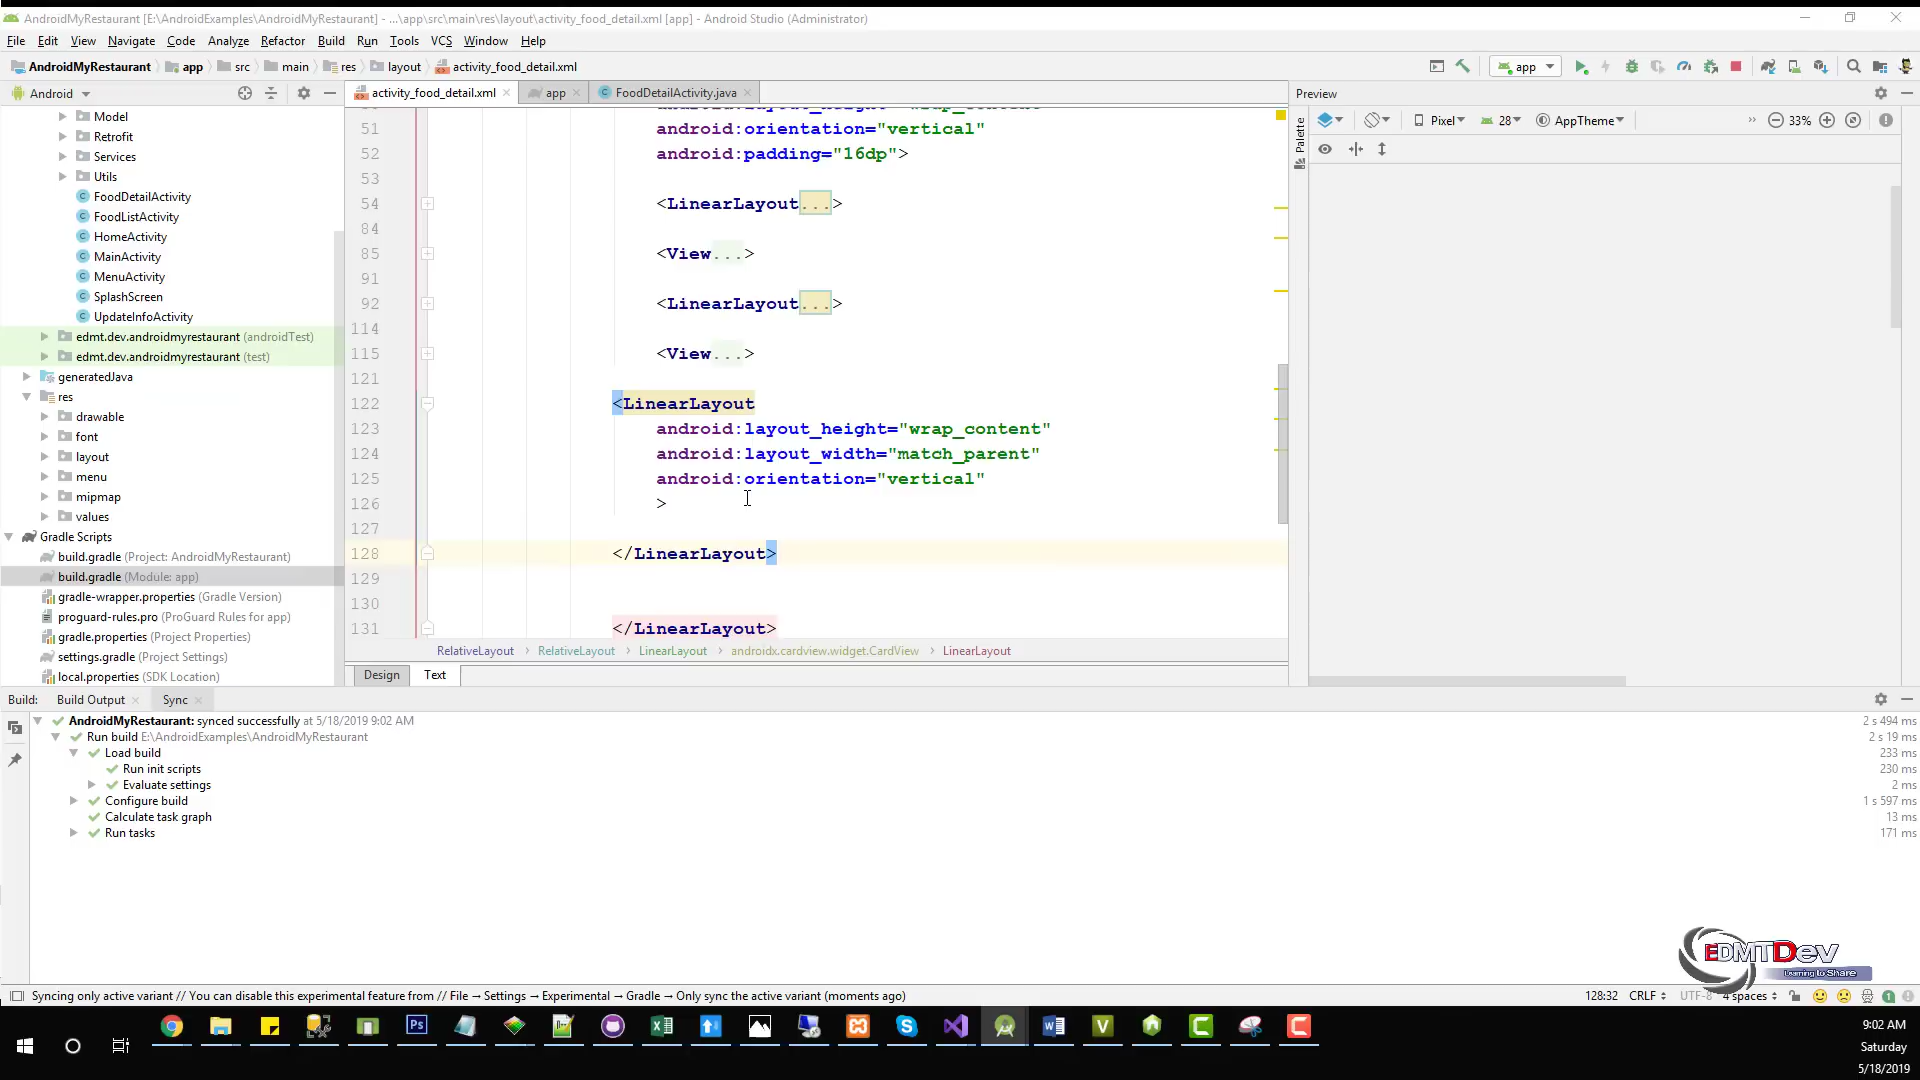 AndroidMyRestaurant [E:\AndroidExamples\AndroidMyRestaurant] - ...\app\src\main\res\layout\activity_food_detail.xml [app] - Android Studio (Administrator)
File Edit View Navigate Code Analyze Refactor Build Run Tools VCS Window Help
AndroidMyRestaurant app src main res layout activity_food_detail.xml app
Android activity_food_detail.xml app FoodDetailActivity.java Preview
Model
Retrofit
Services
Utils
FoodDetailActivity
FoodListActivity
HomeActivity
MainActivity
MenuActivity
SplashScreen
UpdateInfoActivity
edmt.dev.androidmyrestaurant (androidTest)
edmt.dev.androidmyrestaurant (test)
generatedJava
res
drawable
font
layout
menu
mipmap
values
Gradle Scripts
build.gradle (Project: AndroidMyRestaurant)
build.gradle (Module: app)
gradle-wrapper.properties (Gradle Version)
proguard-rules.pro (ProGuard Rules for app)
gradle.properties (Project Properties)
settings.gradle (Project Settings)
local.properties (SDK Location)
51 android:orientation="vertical"
52 android:padding="16dp">
53
54 <LinearLayout...>
84
85 <View...>
91
92 <LinearLayout...>
114
115 <View...>
121
122 <LinearLayout
123 android:layout_height="wrap_content"
124 android:layout_width="match_parent"
125 android:orientation="vertical"
126 >
127
128 </LinearLayout>
129
130
131 </LinearLayout>
RelativeLayout RelativeLayout LinearLayout androidx.cardview.widget.CardView LinearLayout
Design Text
Palette
Pixel 28 AppTheme » 33%
Build: Build Output Sync
AndroidMyRestaurant: synced successfully at 5/18/2019 9:02 AM 2 s 494 ms
Run build E:\AndroidExamples\AndroidMyRestaurant 2 s 19 ms
Load build 233 ms
Run init scripts 230 ms
Evaluate settings 2 ms
Configure build 1 s 597 ms
Calculate task graph 13 ms
Run tasks 171 ms
EDMTDev
Learning to Share
Syncing only active variant // You can disable this experimental feature from // File → Settings → Experimental → Gradle → Only sync the active variant (moments ago) 128:32 CRLF UTF-8 4 spaces
9:02 AM
Saturday
5/18/2019